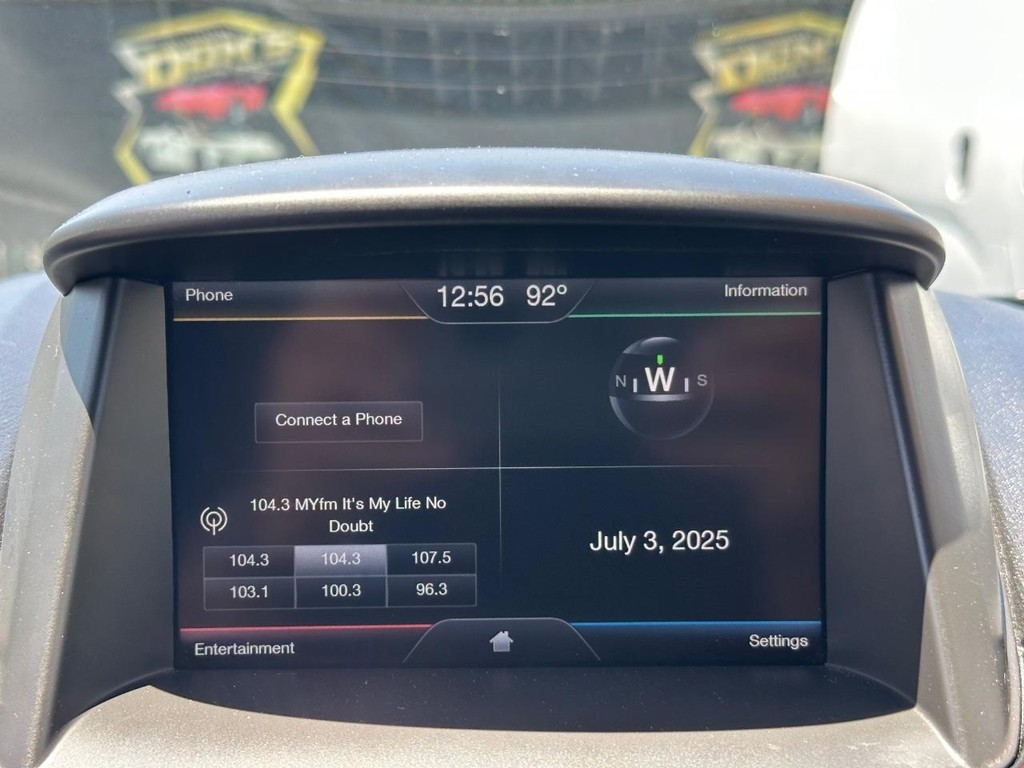 Phone
12:56 92°
Information
N W S
Connect a Phone
104.3 MYfm It's My Life No
Doubt
104.3 104.3 107.5
103.1 100.3 96.3
July 3, 2025
Entertainment
Settings